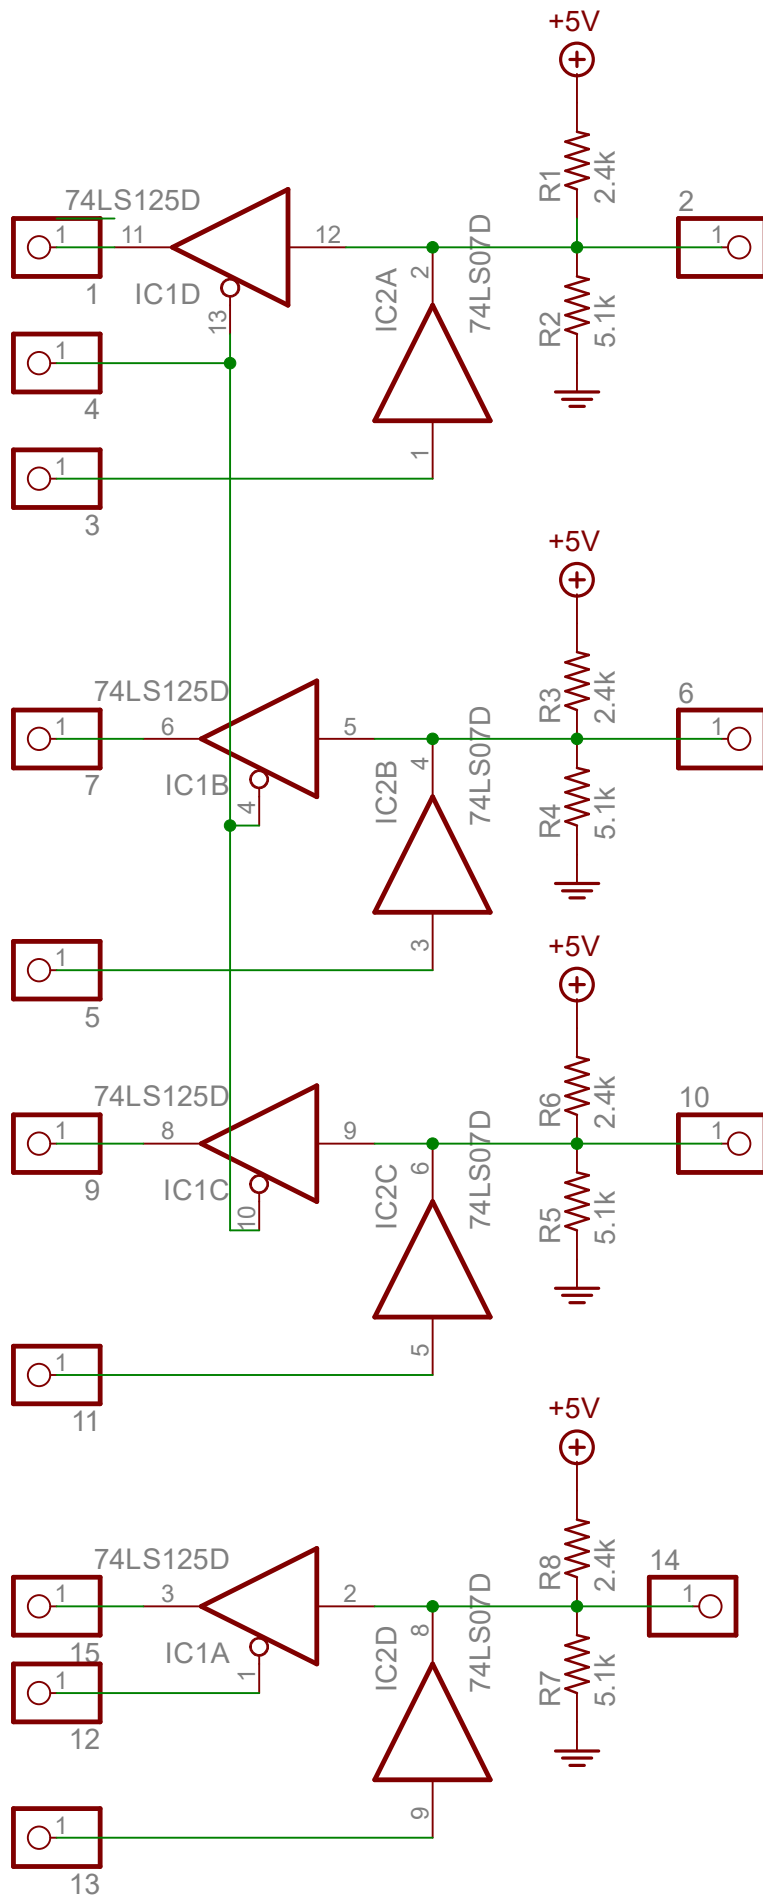 +5V
R1
2.4k
74LS125D
2
1
11
12
1
1
IC1D
13
2
IC2A
74LS07D
R2
5.1k
1
4
1
1
3
+5V
R3
2.4k
74LS125D
6
1
6
5
1
7
IC1B
4
4
IC2B
74LS07D
R4
5.1k
1
3
5
+5V
R6
2.4k
74LS125D
10
1
8
9
1
9
IC1C
10
6
IC2C
74LS07D
R5
5.1k
1
5
11
+5V
R8
2.4k
74LS125D
14
1
3
2
1
15
IC1A
1
8
IC2D
74LS07D
R7
5.1k
1
12
1
9
13